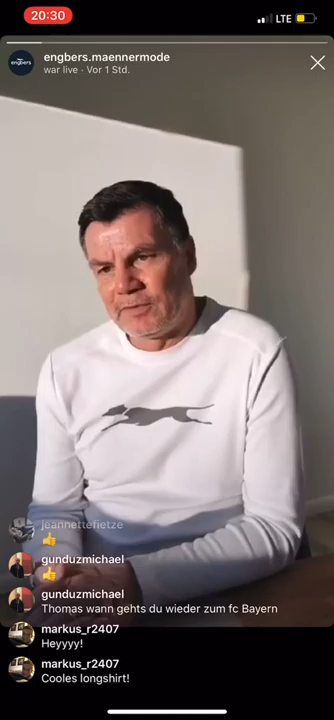 20:30
LTE
engbers
engbers.maennermode
war live · Vor 1 Std.
jeannettefietze
👍
gunduzmichael
👍
gunduzmichael
Thomas wann gehts du wieder zum fc Bayern
markus_r2407
Heyyyy!
markus_r2407
Cooles longshirt!